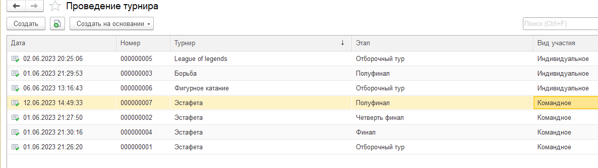 Проведение турнира
Создать Создать на основании Поиск (Ctrl+F)
Дата Номер Турнир ↓ Этап Вид участия
02.06.2023 20:25:06 000000005 League of legends Отборочный тур Индивидуальное
01.06.2023 21:29:53 000000003 Борьба Полуфинал Индивидуальное
06.06.2023 13:16:43 000000006 Фигурное катание Отборочный тур Индивидуальное
12.06.2023 14:49:33 000000007 Эстафета Полуфинал Командное
01.06.2023 21:27:50 000000002 Эстафета Четверть финал Командное
01.06.2023 21:30:16 000000004 Эстафета Финал Командное
01.06.2023 21:26:20 000000001 Эстафета Отборочный тур Командное